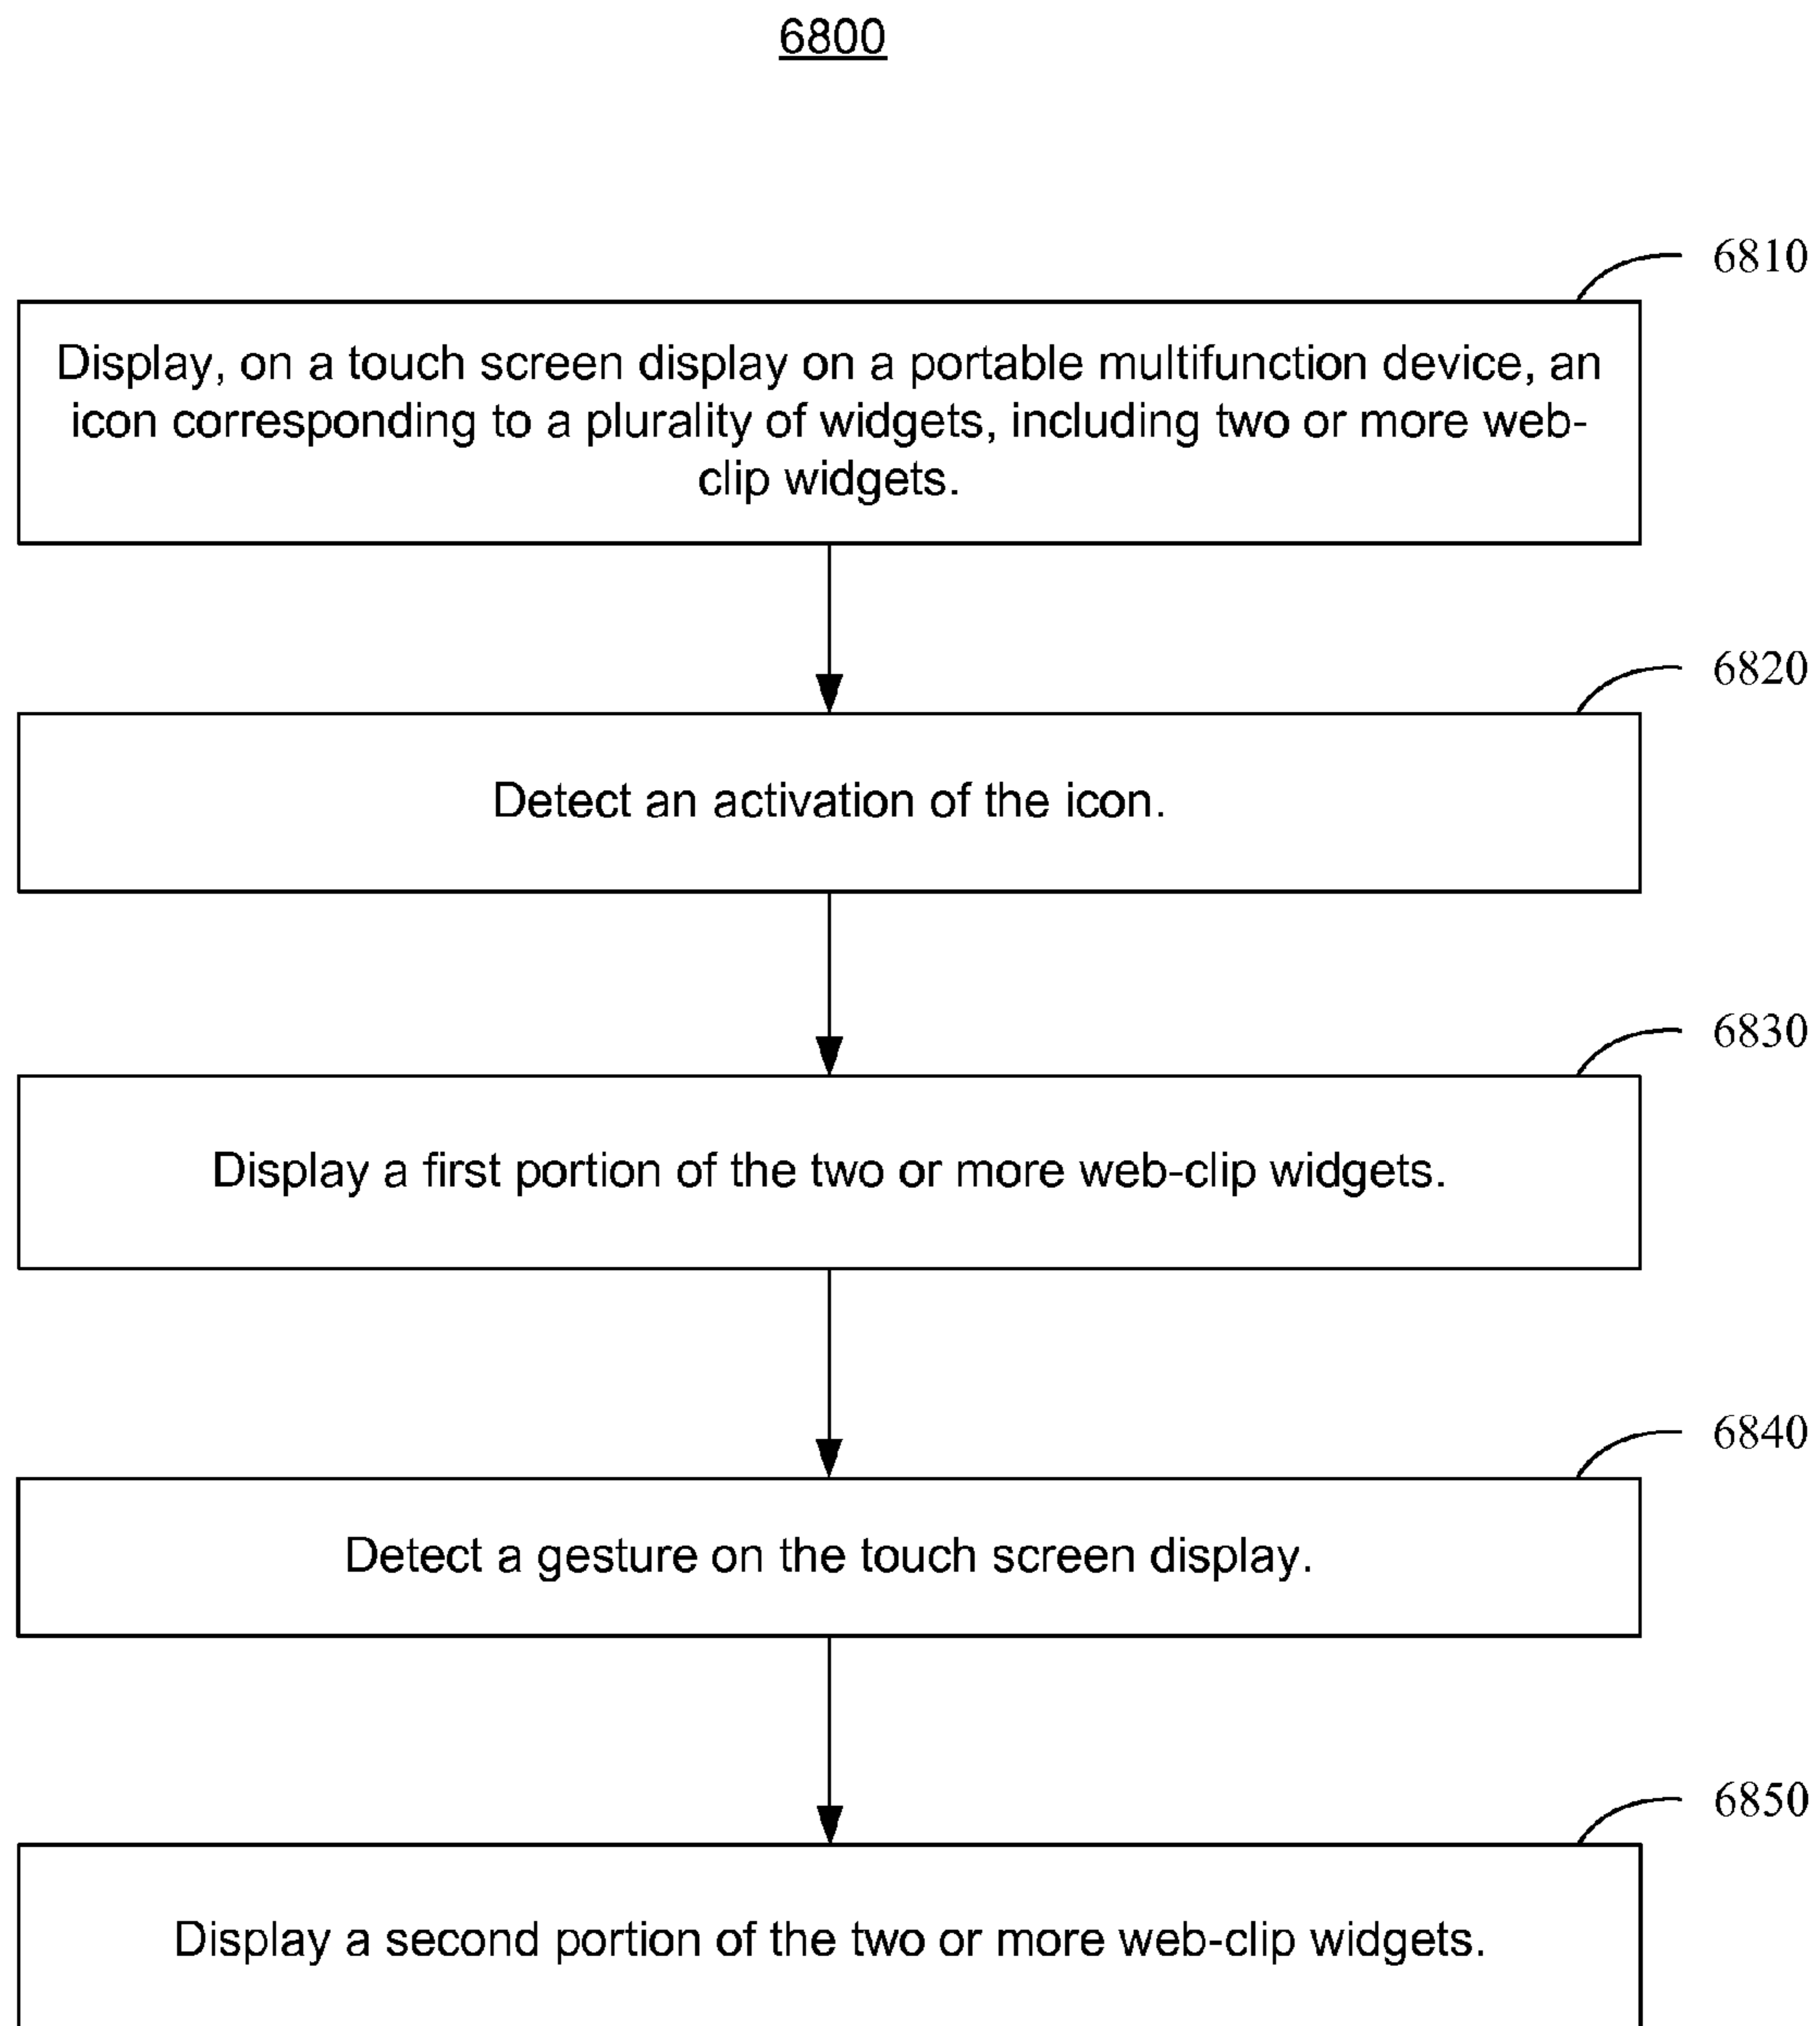 6800
6810
Display, on a touch screen display on a portable multifunction device, an
icon corresponding to a plurality of widgets, including two or more web-
clip widgets.
6820
Detect an activation of the icon.
6830
Display a first portion of the two or more web-clip widgets.
6840
Detect a gesture on the touch screen display.
6850
Display a second portion of the two or more web-clip widgets.